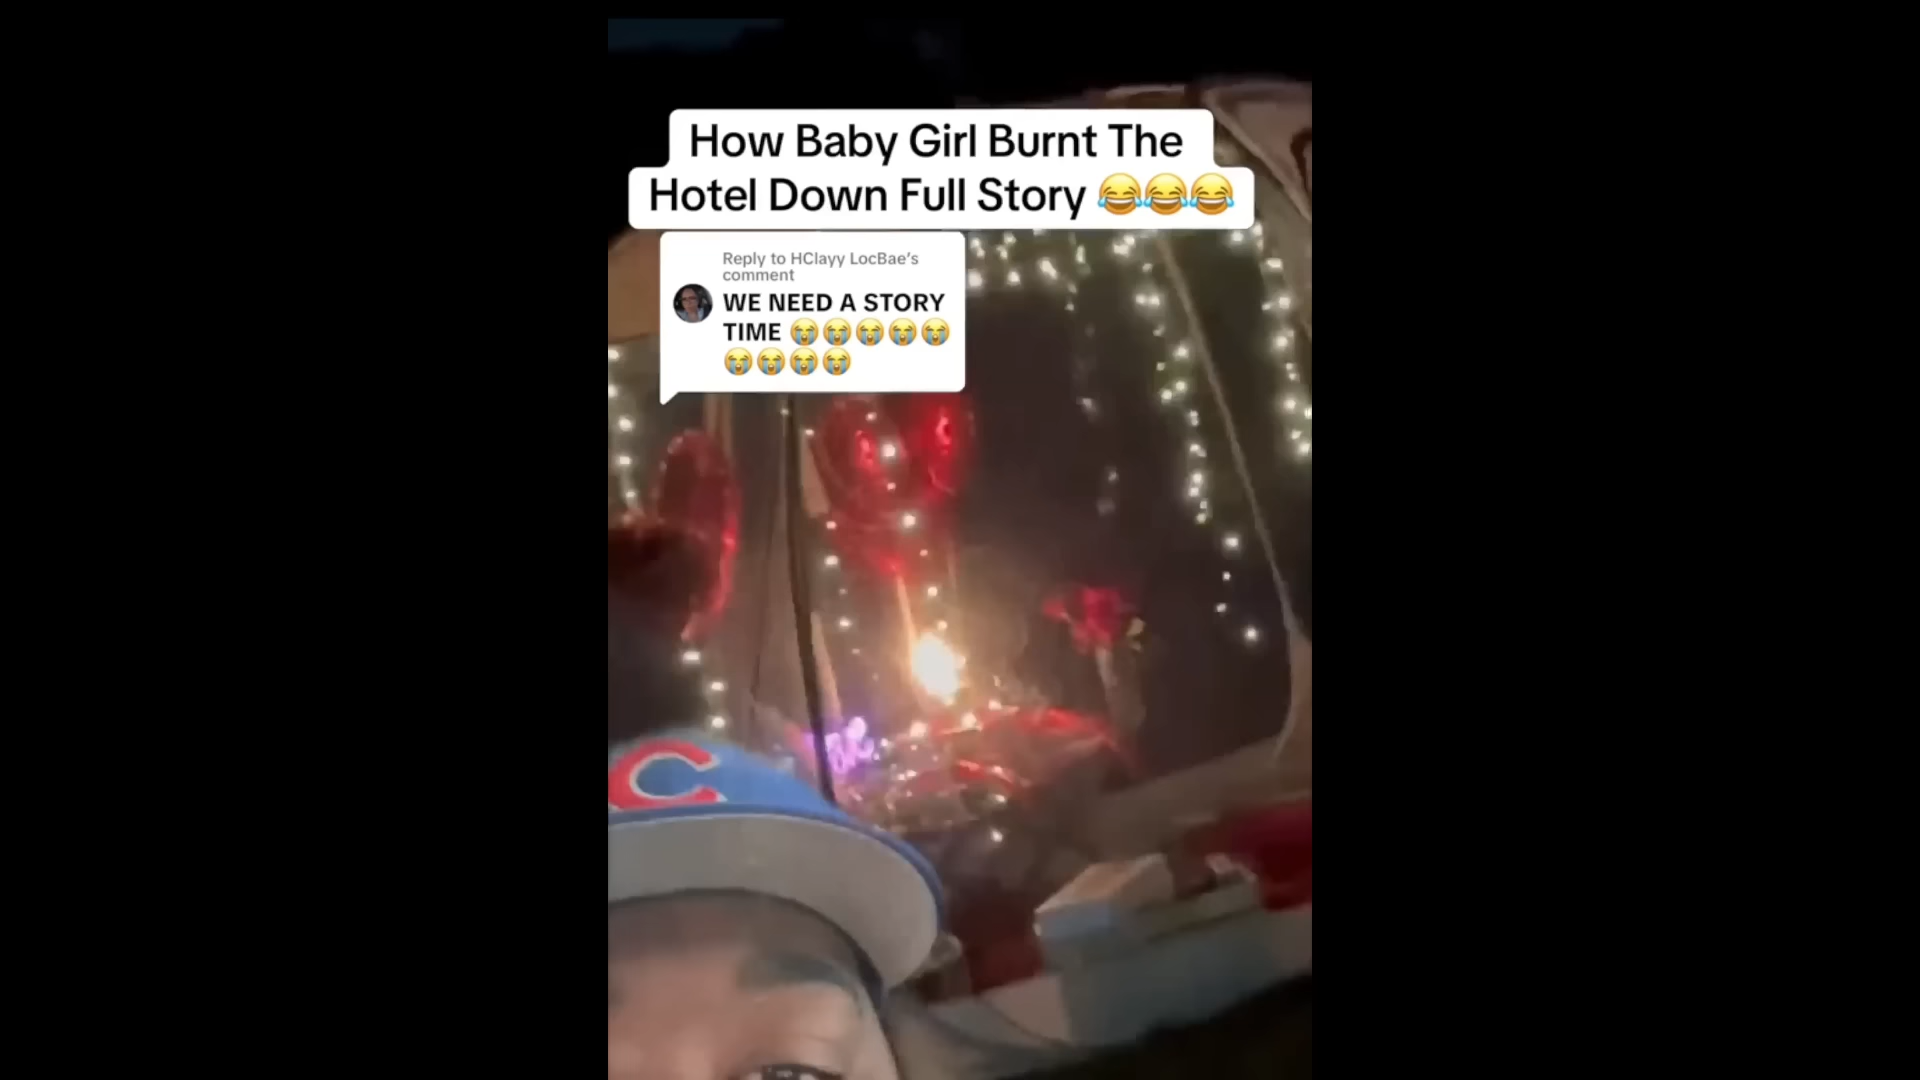 How Baby Girl Burnt The
Hotel Down Full Story 😂😂😂
Reply to HClayy LocBae's
comment
WE NEED A STORY
TIME 😭😭😭😭😭
😭😭😭😭
C